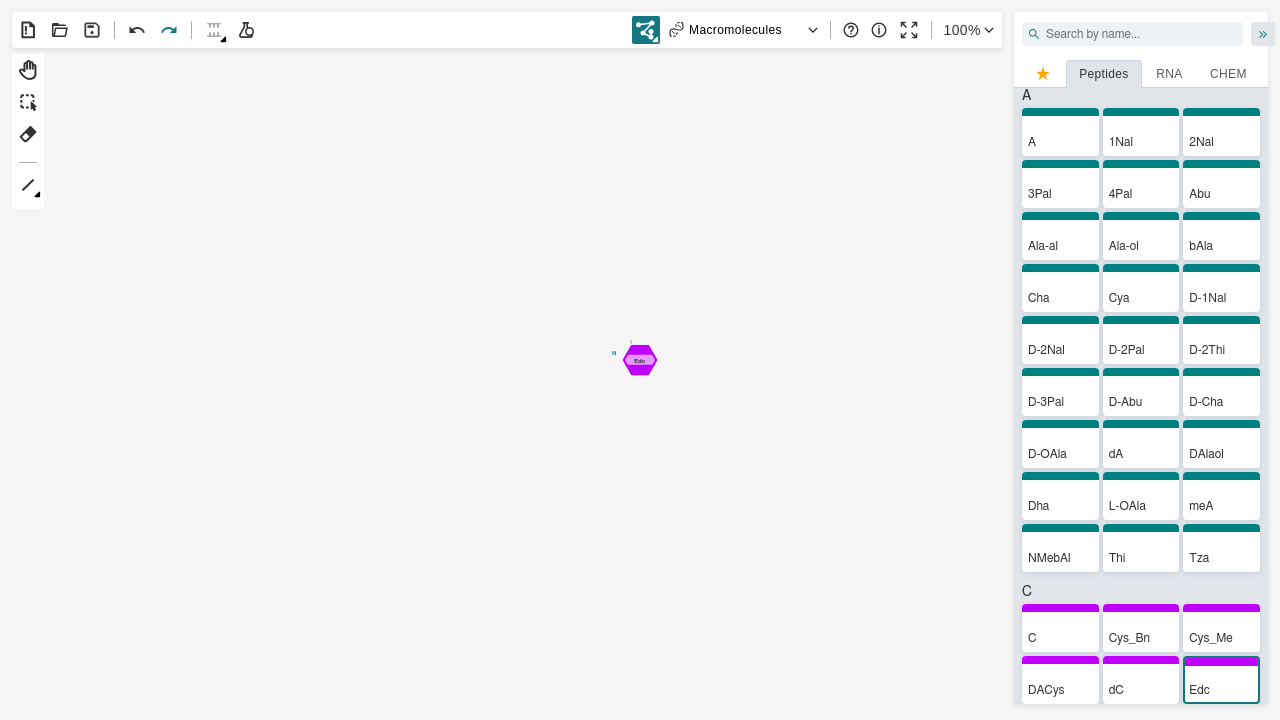 Macromolecules
100%
Search by name...
Peptides
RNA
CHEM
A
A
1Nal
2Nal
3Pal
4Pal
Abu
Ala-al
Ala-ol
bAla
Cha
Cya
D-1Nal
D-2Nal
D-2Pal
D-2Thi
D-3Pal
D-Abu
D-Cha
D-OAla
dA
DAlaol
Dha
L-OAla
meA
NMebAl
Thi
Tza
C
C
Cys_Bn
Cys_Me
DACys
dC
Edc
1
N
Edc